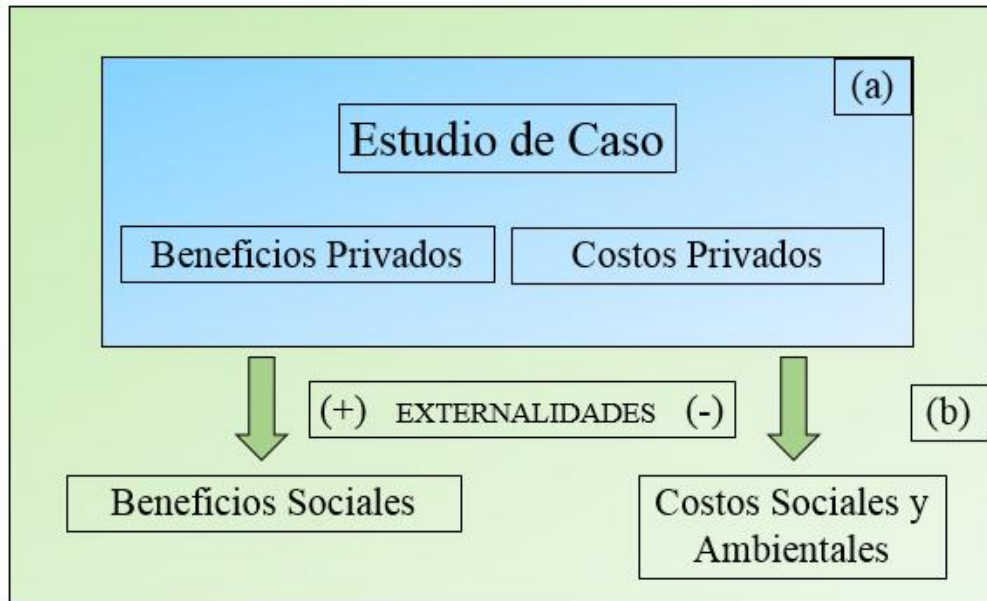 (a)
Estudio de Caso
Beneficios Privados
Costos Privados
(+) EXTERNALIDADES (-)
(b)
Beneficios Sociales
Costos Sociales y
Ambientales